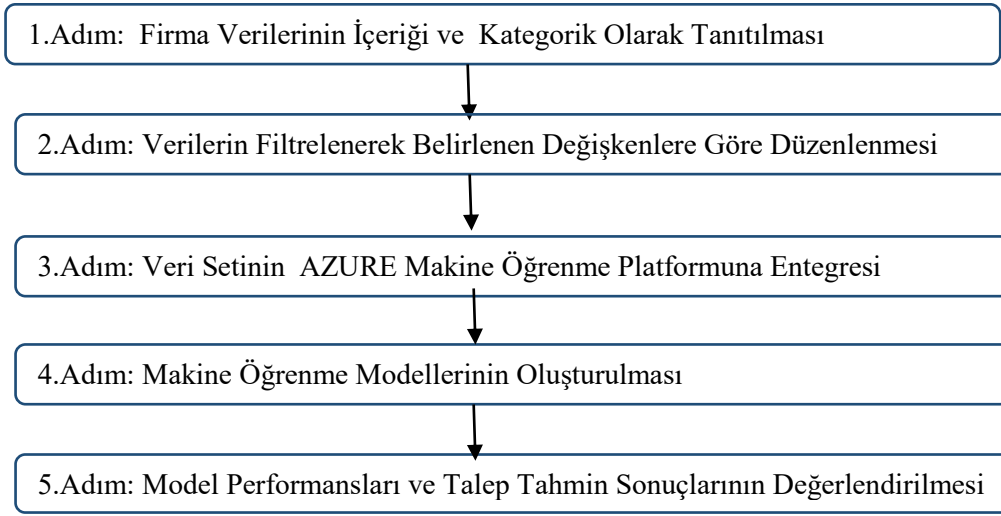 1.Adım: Firma Verilerinin İçeriği ve Kategorik Olarak Tanıtılması
2.Adım: Verilerin Filtrelenerek Belirlenen Değişkenlere Göre Düzenlenmesi
3.Adım: Veri Setinin AZURE Makine Öğrenme Platformuna Entegresi
4.Adım: Makine Öğrenme Modellerinin Oluşturulması
5.Adım: Model Performansları ve Talep Tahmin Sonuçlarının Değerlendirilmesi